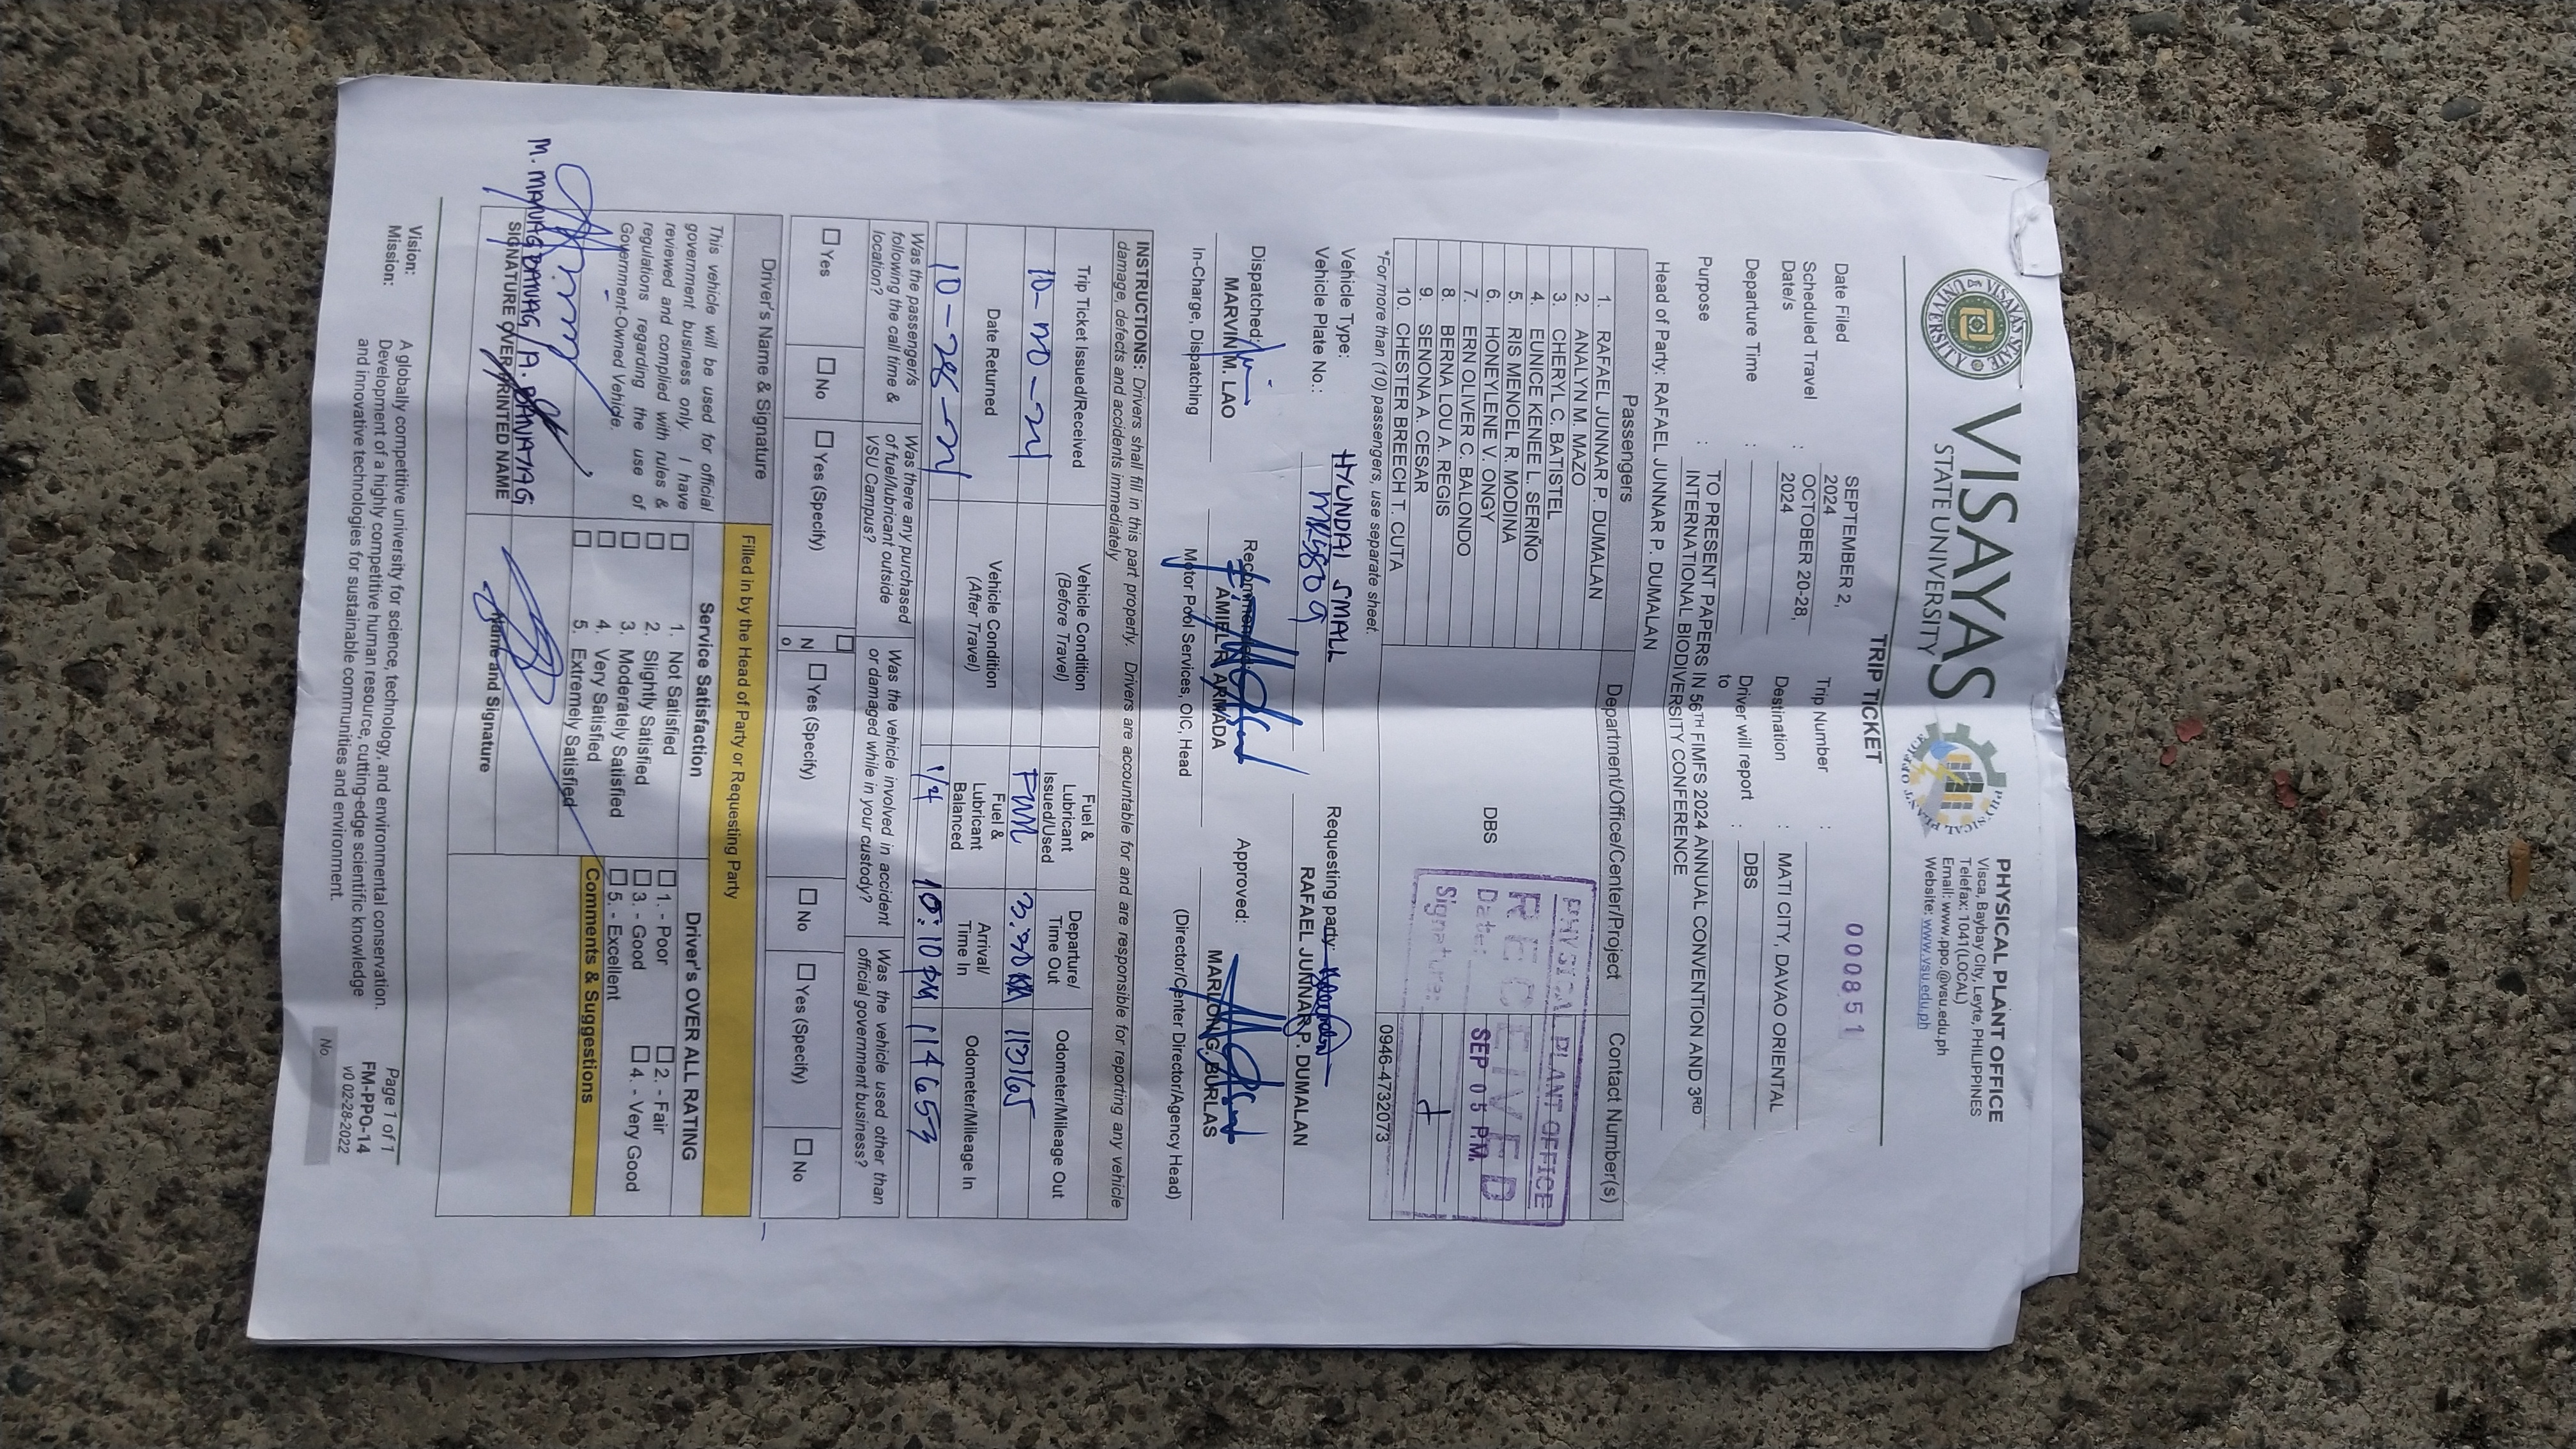 VISAYAS
STATE UNIVERSITY
PHYSICAL PLANT OFFICE
Visca, Baybay City, Leyte, PHILIPPINES
Telefax: 1041(LOCAL)
Email: www.ppo.@vsu.edu.ph
Website: www.vsu.edu.ph
TRIP TICKET
000851
Date Filed : SEPTEMBER 2, 2024
Trip Number :
Scheduled Travel Date/s : OCTOBER 20-28, 2024
Destination : MATI CITY, DAVAO ORIENTAL
Departure Time :
Driver will report to : DBS
Purpose : TO PRESENT PAPERS IN 56TH FIMFS 2024 ANNUAL CONVENTION AND 3RD
INTERNATIONAL BIODIVERSITY CONFERENCE
Head of Party: RAFAEL JUNNAR P. DUMALAN
Passengers Department/Office/Center/Project Contact Number(s)
1. RAFAEL JUNNAR P. DUMALAN
2. ANALYN M. MAZO
3. CHERYL C. BATISTEL
4. EUNICE KENEE L. SERIÑO
5. RIS MENOEL R. MODINA
6. HONEYLENE V. ONGY
7. ERN OLIVER C. BALONDO
8. BERNA LOU A. REGIS
9. SENONA A. CESAR
10. CHESTER BREECH T. CUTA
DBS
0946-4732073
PHYSICAL PLANT OFFICE
RECEIVED
Date: SEP 05 P.M.
Signature:
*For more than (10) passengers, use separate sheet.
Vehicle Type: HYUNDAI SMALL
Vehicle Plate No.:
Requesting party:
RAFAEL JUNNAR P. DUMALAN
Dispatched:
MARVIN M. LAO
In-Charge, Dispatching
Recommended:
AMIEL R. ARMADA
Motor Pool Services, OIC, Head
Approved:
MARLON G. BURLAS
(Director/Center Director/Agency Head)
INSTRUCTIONS: Drivers shall fill in this part properly. Drivers are accountable for and are responsible for reporting any vehicle
damage, defects and accidents immediately
Trip Ticket Issued/Received
Vehicle Condition (Before Travel)
Fuel & Lubricant Issued/Used
Departure/ Time Out
Odometer/Mileage Out
10-20-24
Date Returned
Vehicle Condition (After Travel)
Fuel & Lubricant Balanced
Arrival/ Time In
Odometer/Mileage In
10-28-24 1/4 10:10 PM 114653
Was the passenger/s following the call time & location?
Was there any purchased of fuel/lubricant outside VSU Campus?
Was the vehicle involved in accident or damaged while in your custody?
Was the vehicle used other than official government business?
Yes No Yes (Specify) No Yes (Specify) No Yes (Specify) No
Driver's Name & Signature
Filled in by the Head of Party or Requesting Party
This vehicle will be used for official
government business only. I have
reviewed and complied with rules &
regulations regarding the use of
Government-Owned Vehicle.
SIGNATURE OVER PRINTED NAME
Service Satisfaction
1. Not Satisfied
2. Slightly Satisfied
3. Moderately Satisfied
4. Very Satisfied
5. Extremely Satisfied
Name and Signature
Driver's OVER ALL RATING
1. - Poor 2. - Fair
3. - Good 4. - Very Good
5. - Excellent
Comments & Suggestions
Vision: A globally competitive university for science, technology, and environmental conservation.
Mission: Development of a highly competitive human resource, cutting-edge scientific knowledge
and innovative technologies for sustainable communities and environment.
Page 1 of 1
FM-PPO-14
v0 02-28-2022
No.